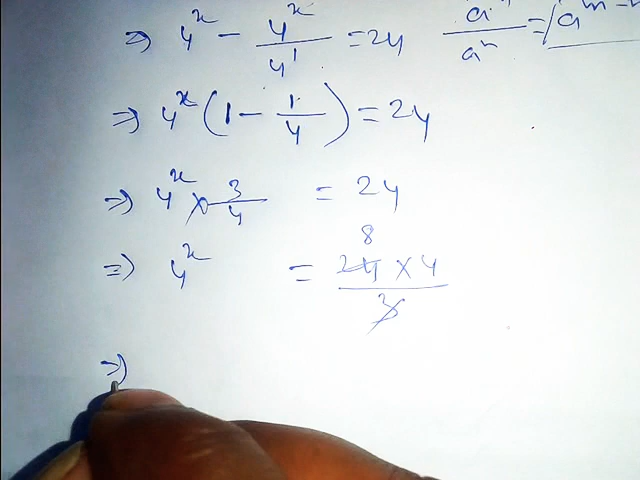 ⇒ 4^x - 4^x/4^1 = 24 a^m/a^n = a^m-n
⇒ 4^x (1 - 1/4) = 24
⇒ 4^x × 3/4 = 24
8
⇒ 4^x = 24 × 4 / 3
⇒